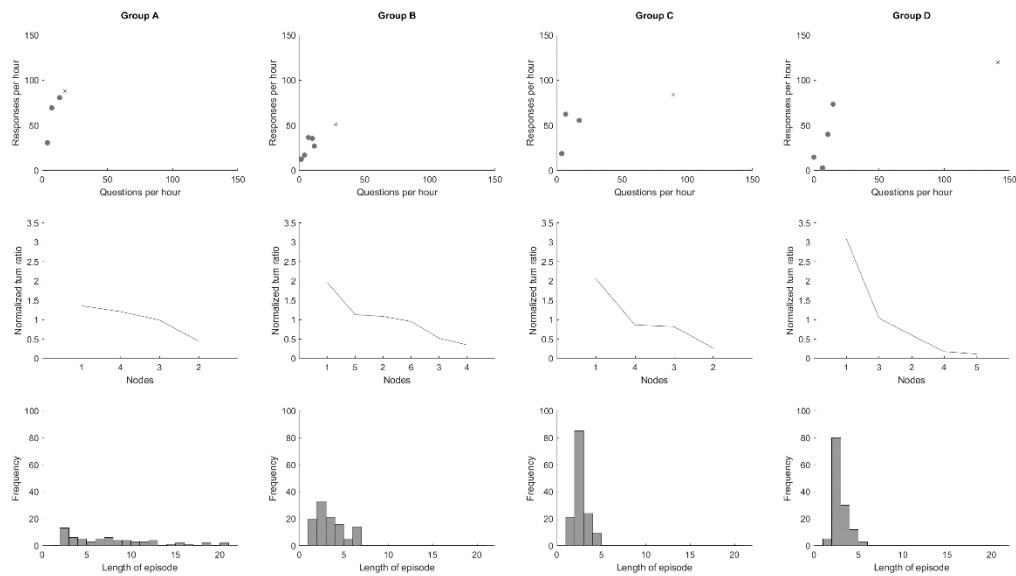 Group A
Group B
Group C
Group D
Responses per hour
150
100
50
0
0 50 100 150
Questions per hour
Responses per hour
150
100
50
0
0 50 100 150
Questions per hour
Responses per hour
150
100
50
0
0 50 100 150
Questions per hour
Responses per hour
150
100
50
0
0 50 100 150
Questions per hour
Normalized turn ratio
3.5
3
2.5
2
1.5
1
0.5
0
1 4 3 2
Nodes
Normalized turn ratio
3.5
3
2.5
2
1.5
1
0.5
0
1 5 2 6 3 4
Nodes
Normalized turn ratio
3.5
3
2.5
2
1.5
1
0.5
0
1 4 3 2
Nodes
Normalized turn ratio
3.5
3
2.5
2
1.5
1
0.5
0
1 3 2 4 5
Nodes
Frequency
100
80
60
40
20
0
0 5 10 15 20
Length of episode
Frequency
100
80
60
40
20
0
0 5 10 15 20
Length of episode
Frequency
100
80
60
40
20
0
0 5 10 15 20
Length of episode
Frequency
100
80
60
40
20
0
0 5 10 15 20
Length of episode